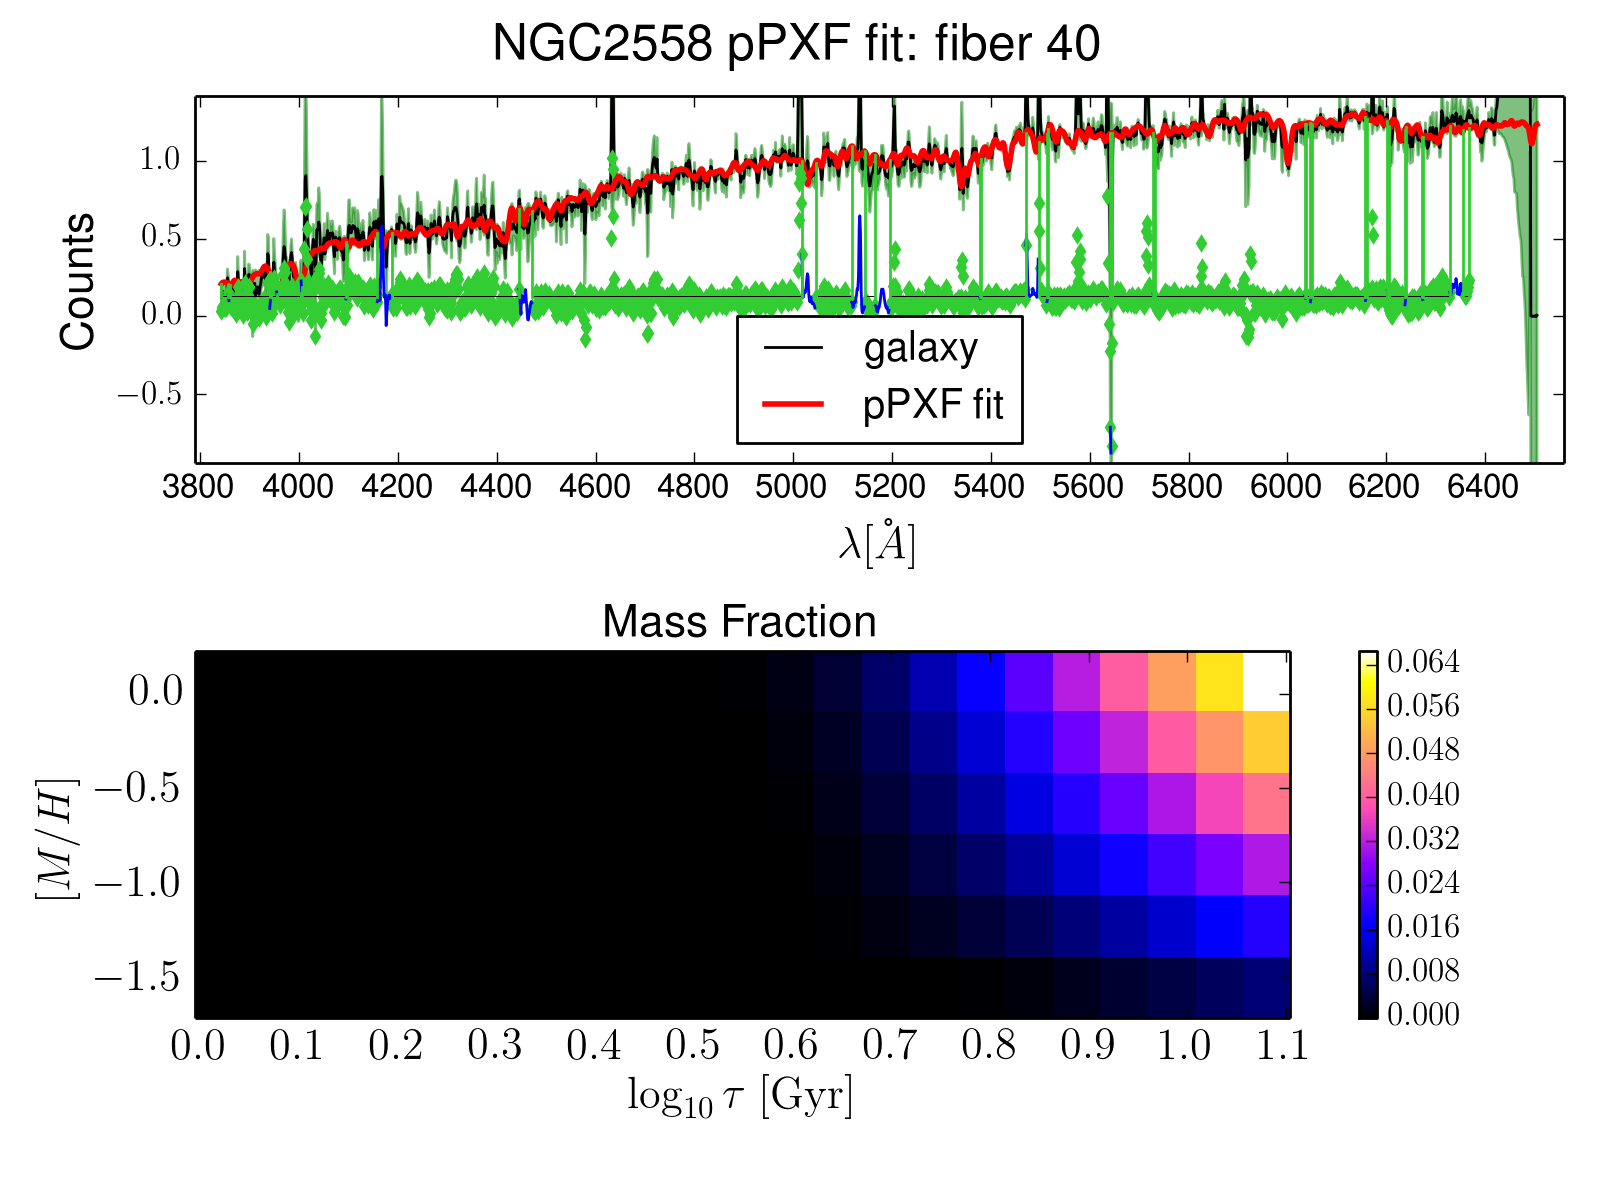 NGC2558 pPXF fit: fiber 40
Counts
1.0
0.5
0.0
−0.5
galaxy
pPXF fit
3800 4000 4200 4400 4600 4800 5000 5200 5400 5600 5800 6000 6200 6400
λ[Å]
Mass Fraction
[M/H]
0.0
−0.5
−1.0
−1.5
0.0 0.1 0.2 0.3 0.4 0.5 0.6 0.7 0.8 0.9 1.0 1.1
log₁₀ τ [Gyr]
0.064
0.056
0.048
0.040
0.032
0.024
0.016
0.008
0.000